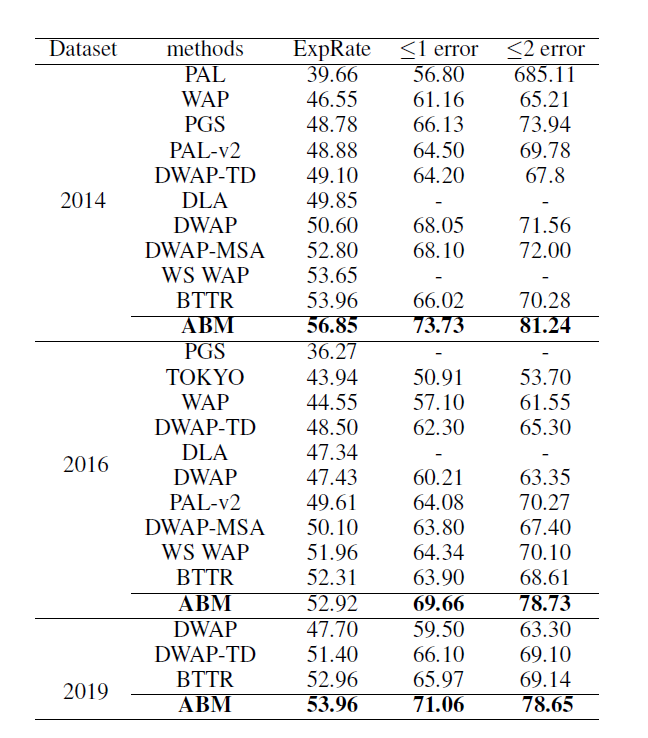 Dataset methods ExpRate ≤1 error ≤2 error
PAL 39.66 56.80 685.11
WAP 46.55 61.16 65.21
PGS 48.78 66.13 73.94
PAL-v2 48.88 64.50 69.78
DWAP-TD 49.10 64.20 67.8
2014 DLA 49.85 - -
DWAP 50.60 68.05 71.56
DWAP-MSA 52.80 68.10 72.00
WS WAP 53.65 - -
BTTR 53.96 66.02 70.28
ABM 56.85 73.73 81.24
PGS 36.27 - -
TOKYO 43.94 50.91 53.70
WAP 44.55 57.10 61.55
DWAP-TD 48.50 62.30 65.30
DLA 47.34 - -
2016
DWAP 47.43 60.21 63.35
PAL-v2 49.61 64.08 70.27
DWAP-MSA 50.10 63.80 67.40
WS WAP 51.96 64.34 70.10
BTTR 52.31 63.90 68.61
ABM 52.92 69.66 78.73
DWAP 47.70 59.50 63.30
DWAP-TD 51.40 66.10 69.10
BTTR 52.96 65.97 69.14
2019
ABM 53.96 71.06 78.65